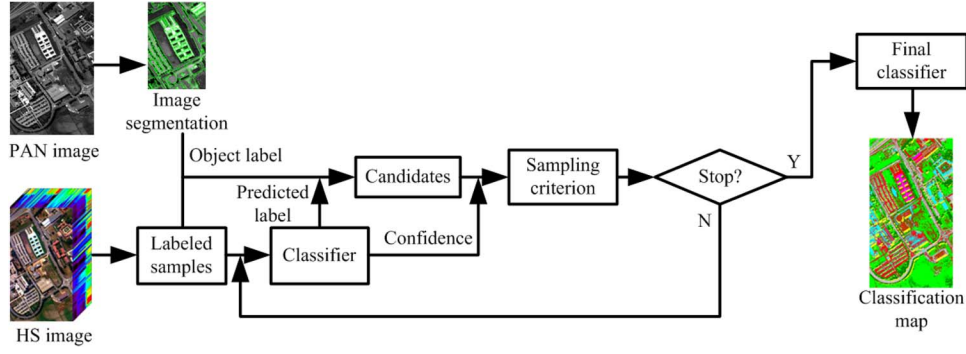 PAN image
Image
segmentation
Object label
Predicted
label
HS image
Labeled
samples
Classifier
Confidence
Candidates
Sampling
criterion
Stop?
Y
N
Final
classifier
Classification
map